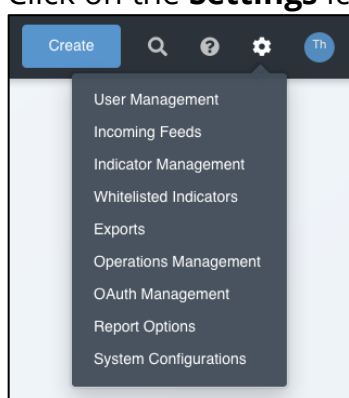 Click on the Settings
Create
Th
User Management
Incoming Feeds
Indicator Management
Whitelisted Indicators
Exports
Operations Management
OAuth Management
Report Options
System Configurations